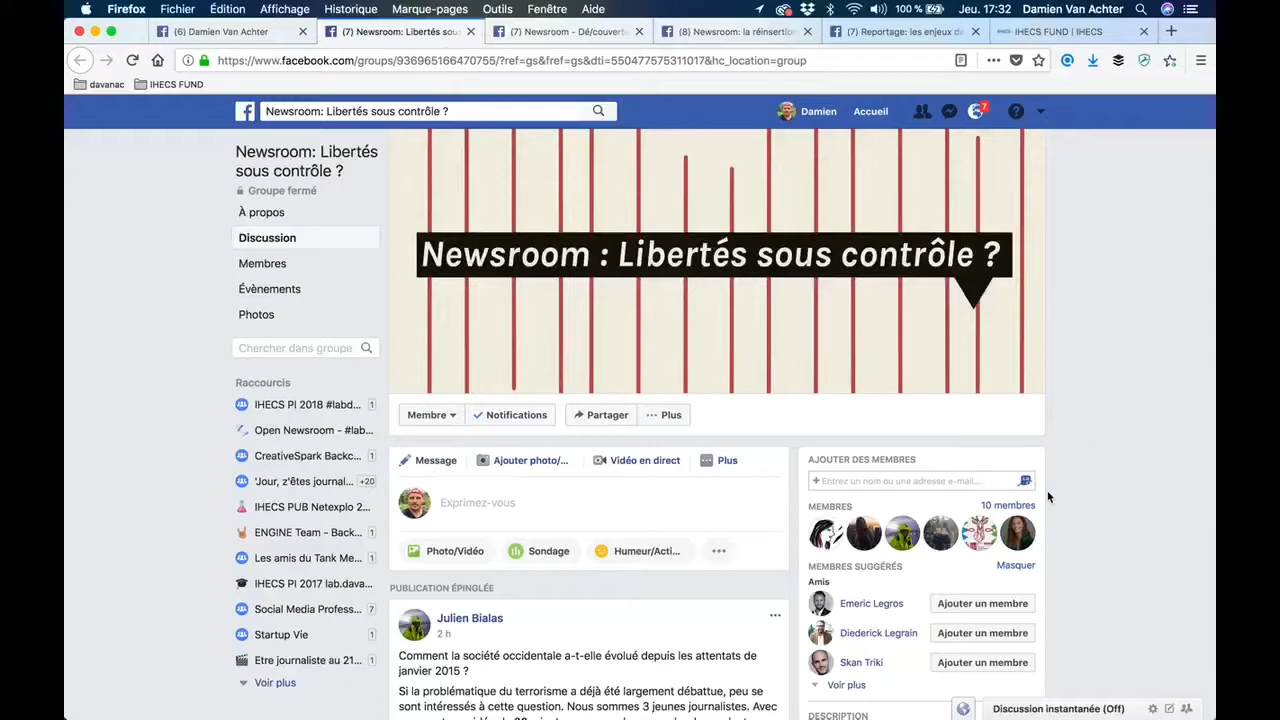 Firefox Fichier Édition Affichage Historique Marque-pages Outils Fenêtre Aide 100 % Jeu. 17:32 Damien Van Achter
(6) Damien Van Achter
(7) Newsroom: Libertés sous
(7) Newsroom - Dé/couverte
(8) Newsroom: la réinsertion
(7) Reportage: les enjeux de
IHECS FUND | IHECS
https://www.facebook.com/groups/936965166470755/?ref=gs&fref=gs&dti=550477575311017&hc_location=group
davanac IHECS FUND
Newsroom: Libertés sous contrôle ?
Damien Accueil 7
Newsroom: Libertés
sous contrôle ?
Groupe fermé
À propos
Discussion
Membres
Évènements
Photos
Chercher dans groupe
Raccourcis
IHECS PI 2018 #labd... 1
Open Newsroom - #lab...
CreativeSpark Backc... 1
'Jour, z'êtes journal... +20
IHECS PUB Netexplo 2...
ENGINE Team - Back...
Les amis du Tank Me... 1
IHECS PI 2017 lab.dava...
Social Media Profess... 7
Startup Vie 1
Etre journaliste au 21...
Voir plus
Newsroom : Libertés sous contrôle ?
Membre Notifications Partager Plus
Message Ajouter photo/... Vidéo en direct Plus
Exprimez-vous
Photo/Vidéo Sondage Humeur/Acti...
PUBLICATION ÉPINGLÉE
Julien Bialas
2 h
Comment la société occidentale a-t-elle évolué depuis les attentats de
janvier 2015 ?
Si la problématique du terrorisme a déjà été largement débattue, peu se
sont intéressés à cette question. Nous sommes 3 jeunes journalistes. Avec
AJOUTER DES MEMBRES
+ Entrez un nom ou une adresse e-mail...
MEMBRES 10 membres
MEMBRES SUGGÉRÉS Masquer
Amis
Emeric Legros Ajouter un membre
Diederick Legrain Ajouter un membre
Skan Triki Ajouter un membre
Voir plus
DESCRIPTION
Discussion instantanée (Off)